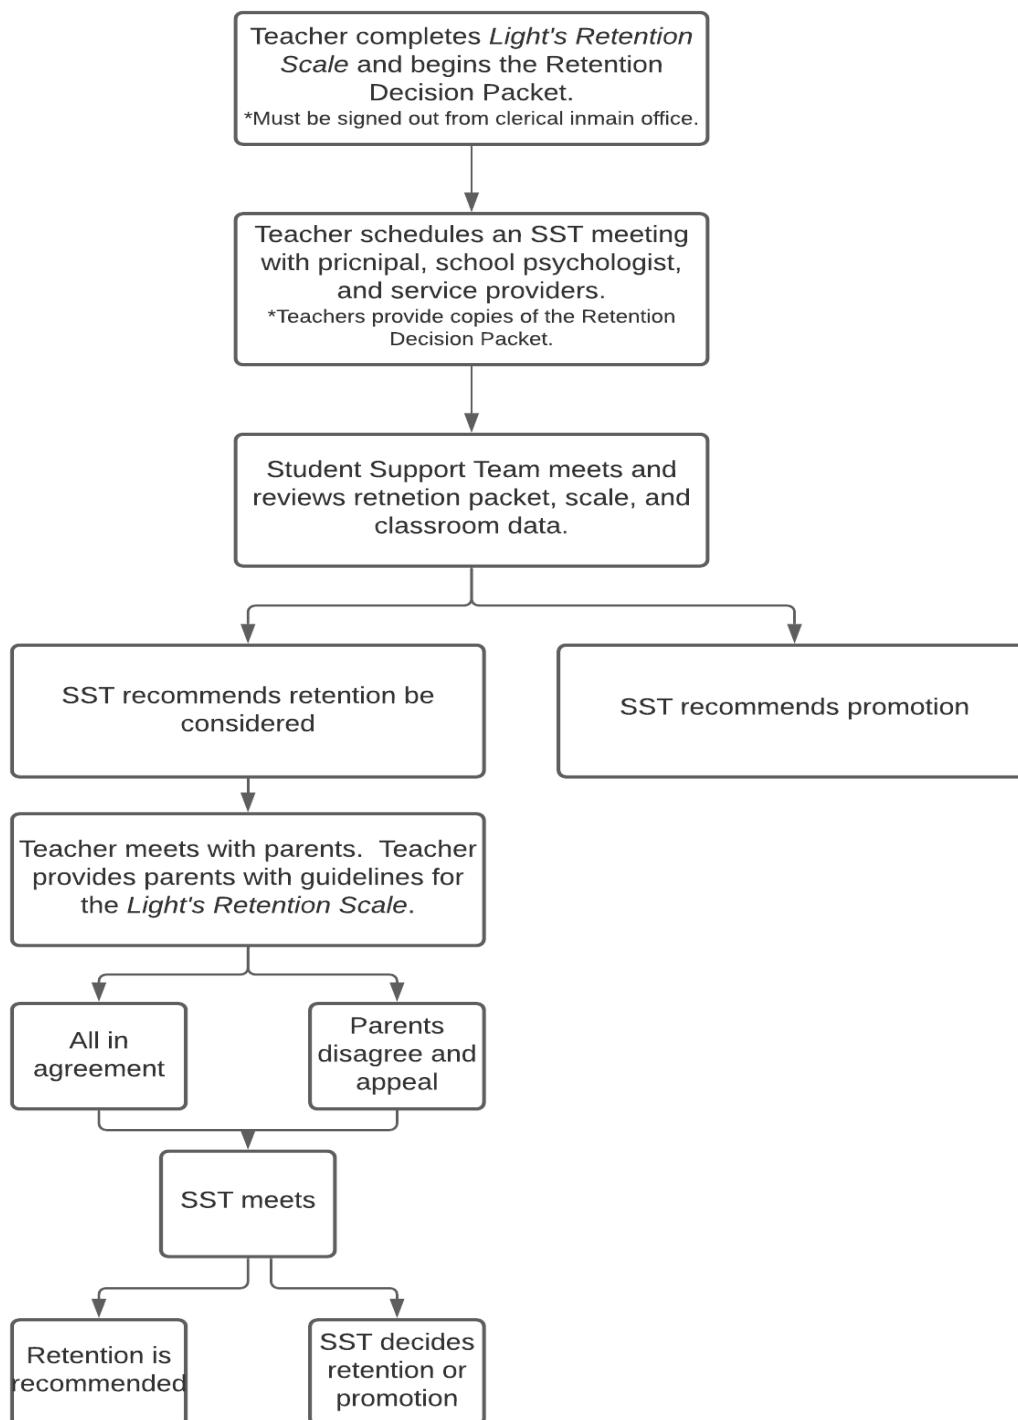 Teacher completes Light's Retention
Scale and begins the Retention
Decision Packet.
*Must be signed out from clerical inmain office.
Teacher schedules an SST meeting
with pricnipal, school psychologist,
and service providers.
*Teachers provide copies of the Retention
Decision Packet.
Student Support Team meets and
reviews retnetion packet, scale, and
classroom data.
SST recommends retention be
considered
SST recommends promotion
Teacher meets with parents.  Teacher
provides parents with guidelines for
the Light's Retention Scale.
All in
agreement
Parents
disagree and
appeal
SST meets
Retention is
recommended
SST decides
retention or
promotion